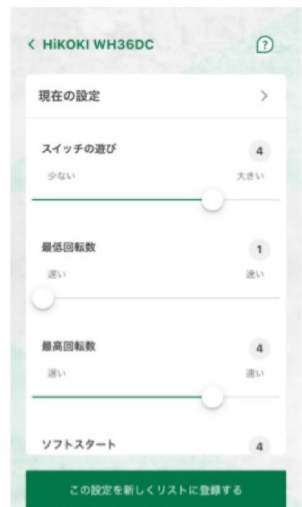 < HiKOKI WH36DC ?
現在の設定 >
スイッチの遊び 4
少ない 大きい
最低回転数 1
遅い 速い
最高回転数 4
遅い 速い
ソフトスタート 4
この設定を新しくリストに登録する